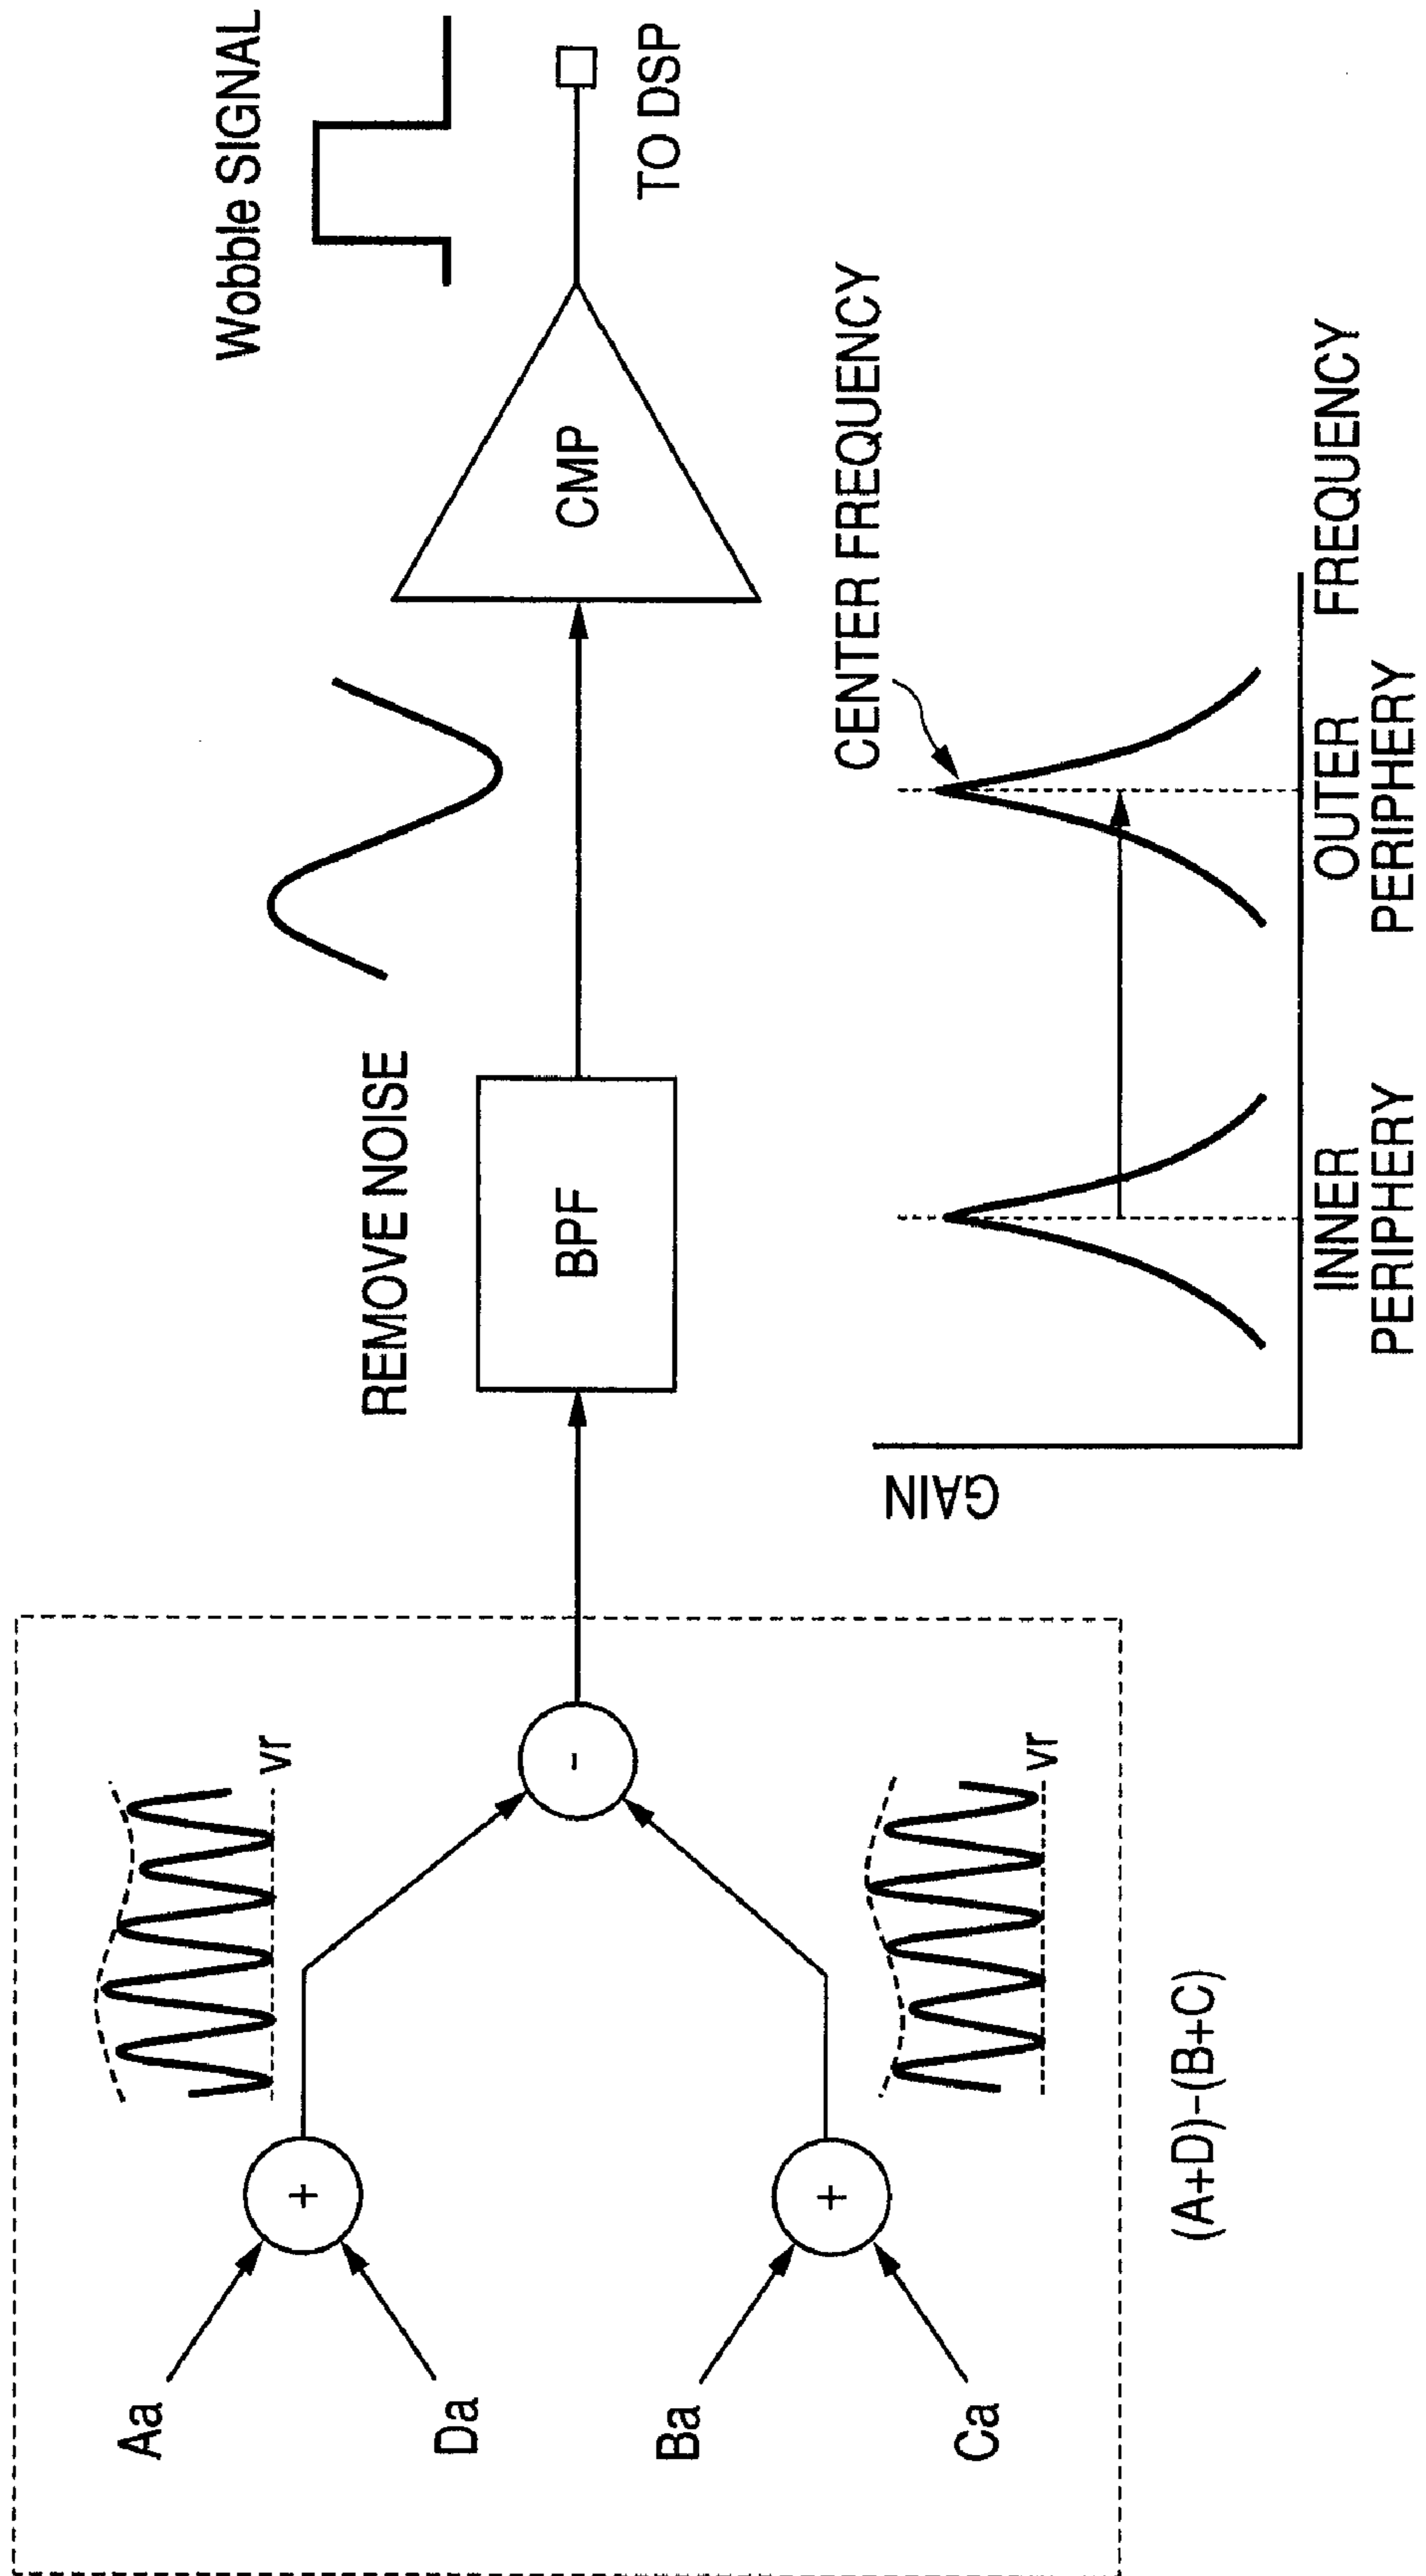 Aa
Da
Ba
Ca
+
+
-
vr
vr
(A+D)-(B+C)
REMOVE NOISE
BPF
CMP
Wobble SIGNAL
TO DSP
GAIN
CENTER FREQUENCY
INNER
PERIPHERY
OUTER
PERIPHERY
FREQUENCY